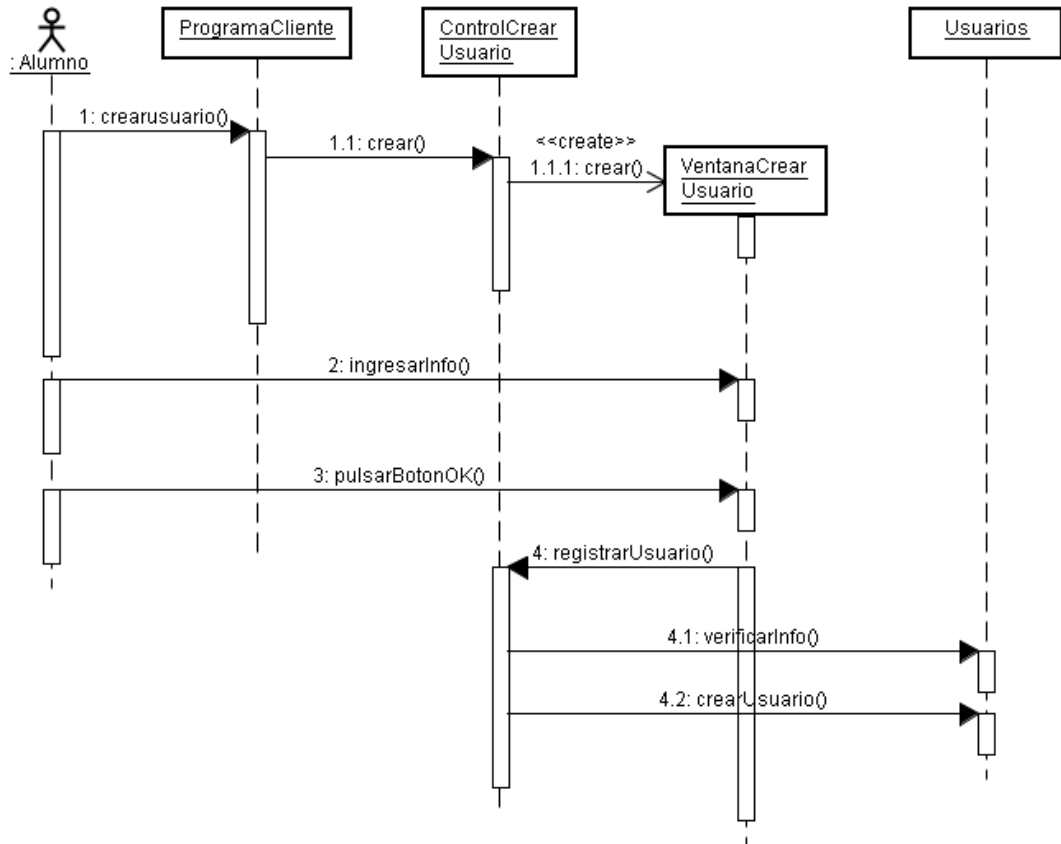 : Alumno
ProgramaCliente
ControlCrear
Usuario
Usuarios
1: crearusuario()
1.1: crear()
<<create>>
1.1.1: crear()
VentanaCrear
Usuario
2: ingresarInfo()
3: pulsarBotonOK()
4: registrarUsuario()
4.1: verificarInfo()
4.2: crearUsuario()